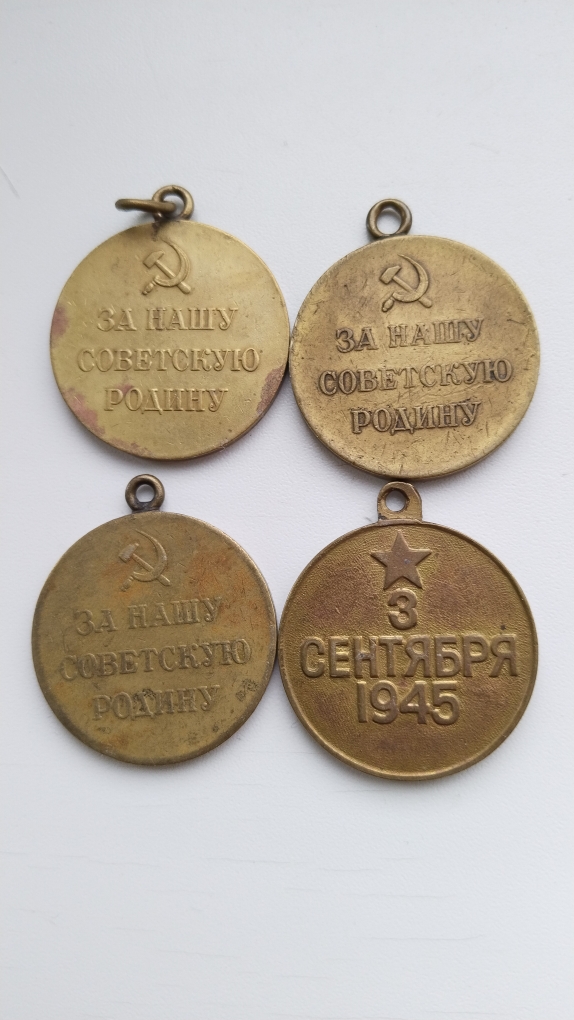 ЗА НАШУ
СОВЕТСКУЮ
РОДИНУ
ЗА НАШУ
СОВЕТСКУЮ
РОДИНУ
ЗА НАШУ
СОВЕТСКУЮ
РОДИНУ
3
СЕНТЯБРЯ
1945